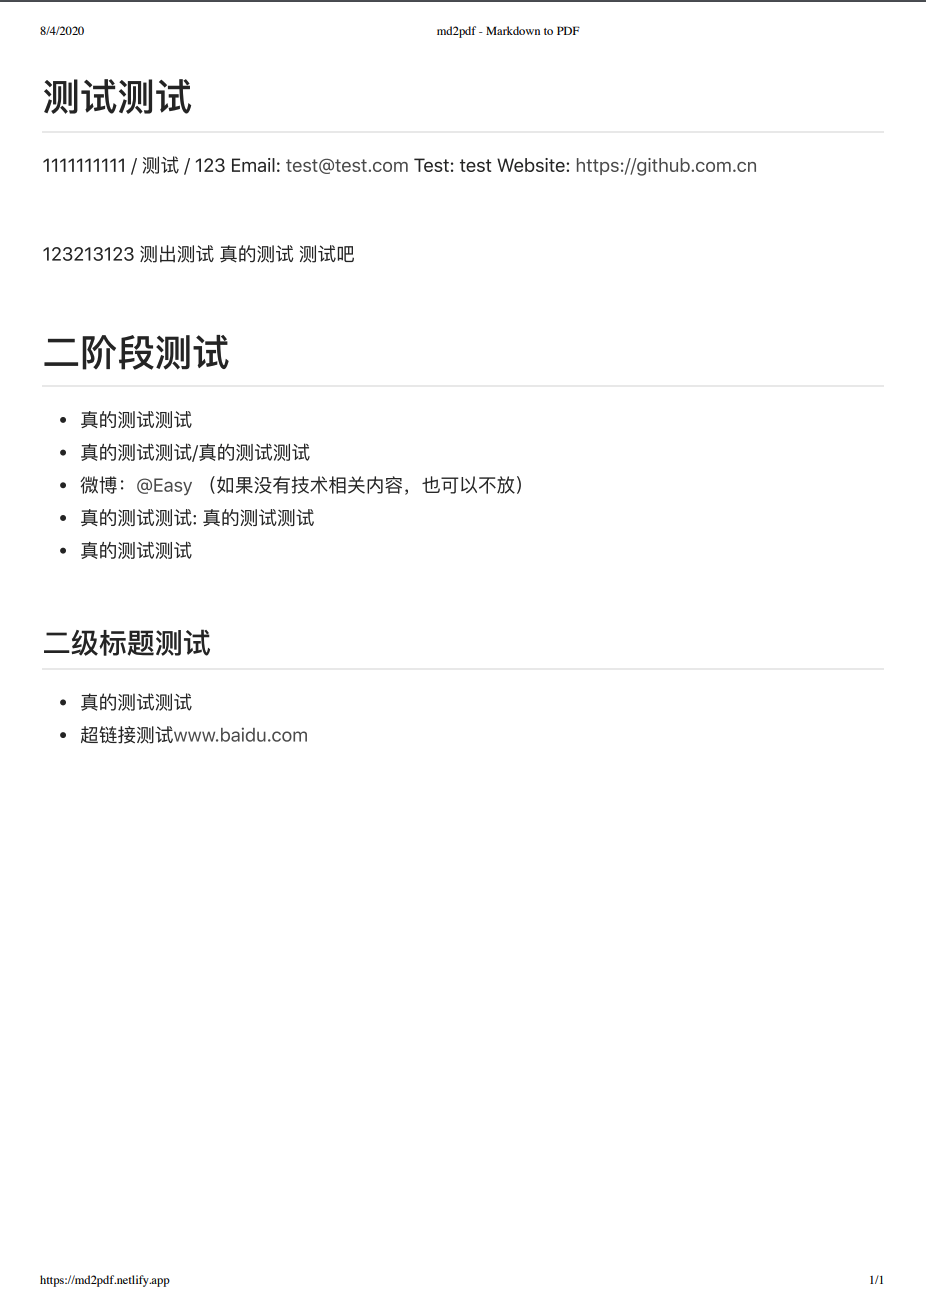 8/4/2020 md2pdf - Markdown to PDF
测试测试
1111111111 / 测试 / 123 Email: test@test.com Test: test Website: https://github.com.cn
123213123 测出测试 真的测试 测试吧
二阶段测试
• 真的测试测试
• 真的测试测试/真的测试测试
• 微博：@Easy （如果没有技术相关内容，也可以不放）
• 真的测试测试: 真的测试测试
• 真的测试测试
二级标题测试
• 真的测试测试
• 超链接测试www.baidu.com
https://md2pdf.netlify.app 1/1